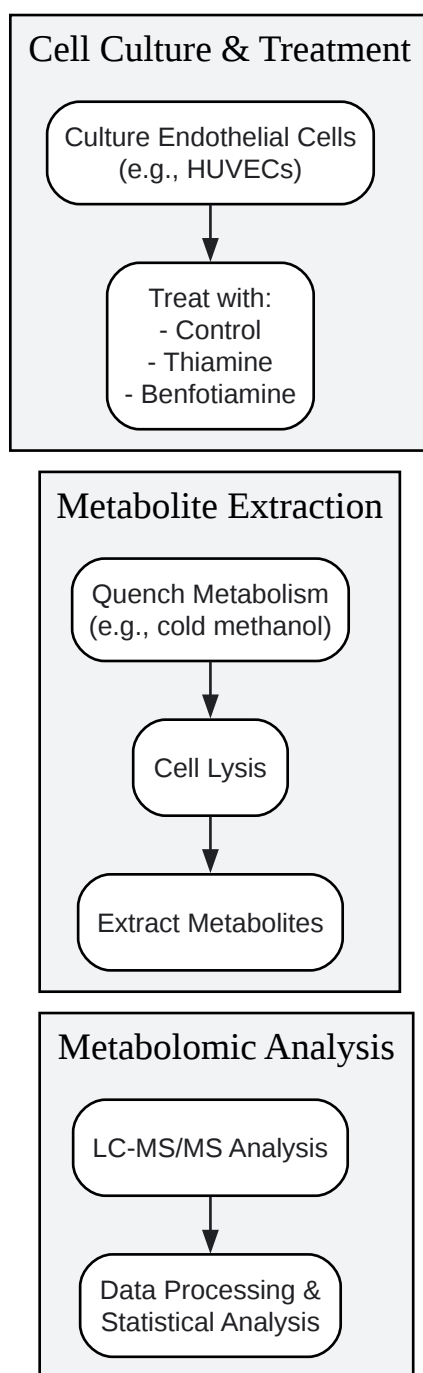 Cell Culture & Treatment
Culture Endothelial Cells
(e.g., HUVECs)
Treat with:
- Control
- Thiamine
- Benfotiamine
Metabolite Extraction
Quench Metabolism
(e.g., cold methanol)
Cell Lysis
Extract Metabolites
Metabolomic Analysis
LC-MS/MS Analysis
Data Processing &
Statistical Analysis